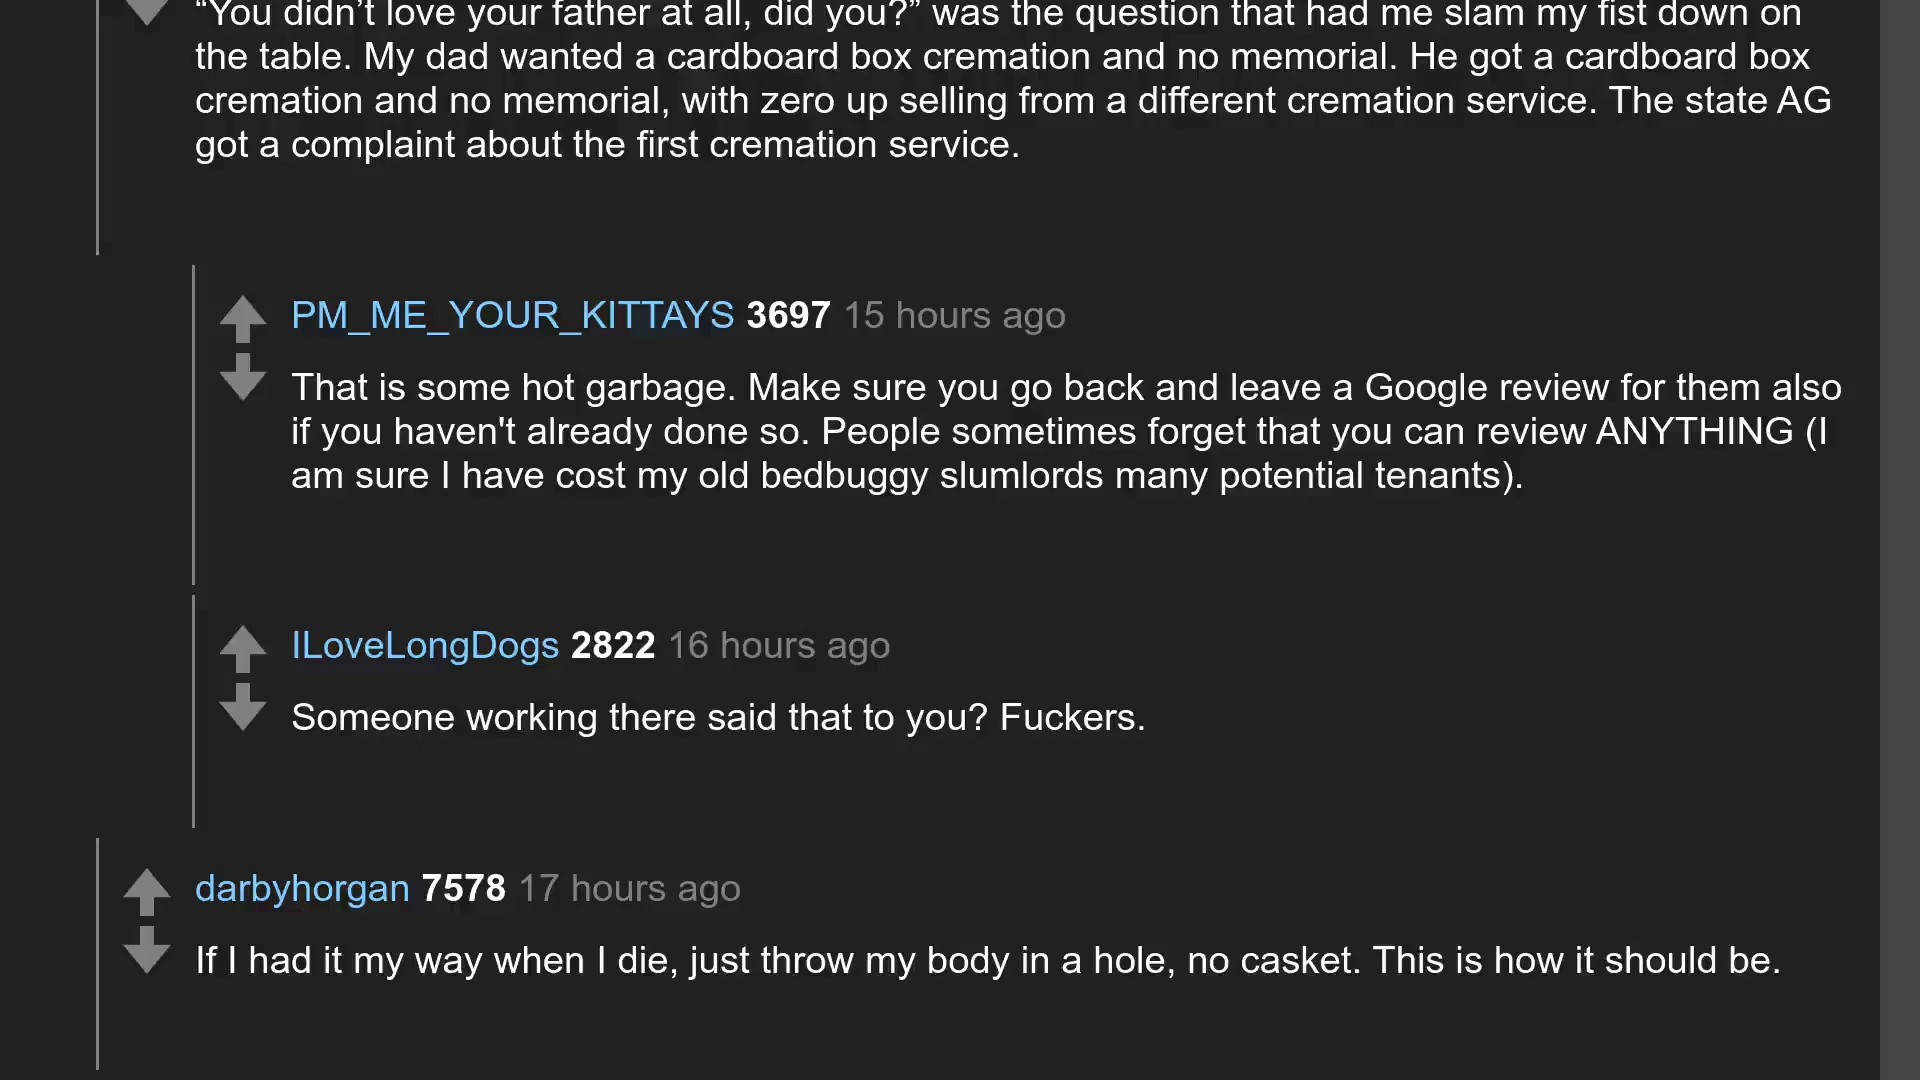 “You didn’t love your father at all, did you?” was the question that had me slam my fist down on
the table. My dad wanted a cardboard box cremation and no memorial. He got a cardboard box
cremation and no memorial, with zero up selling from a different cremation service. The state AG
got a complaint about the first cremation service.
PM_ME_YOUR_KITTAYS 3697 15 hours ago
That is some hot garbage. Make sure you go back and leave a Google review for them also
if you haven't already done so. People sometimes forget that you can review ANYTHING (I
am sure I have cost my old bedbuggy slumlords many potential tenants).
ILoveLongDogs 2822 16 hours ago
Someone working there said that to you? Fuckers.
darbyhorgan 7578 17 hours ago
If I had it my way when I die, just throw my body in a hole, no casket. This is how it should be.